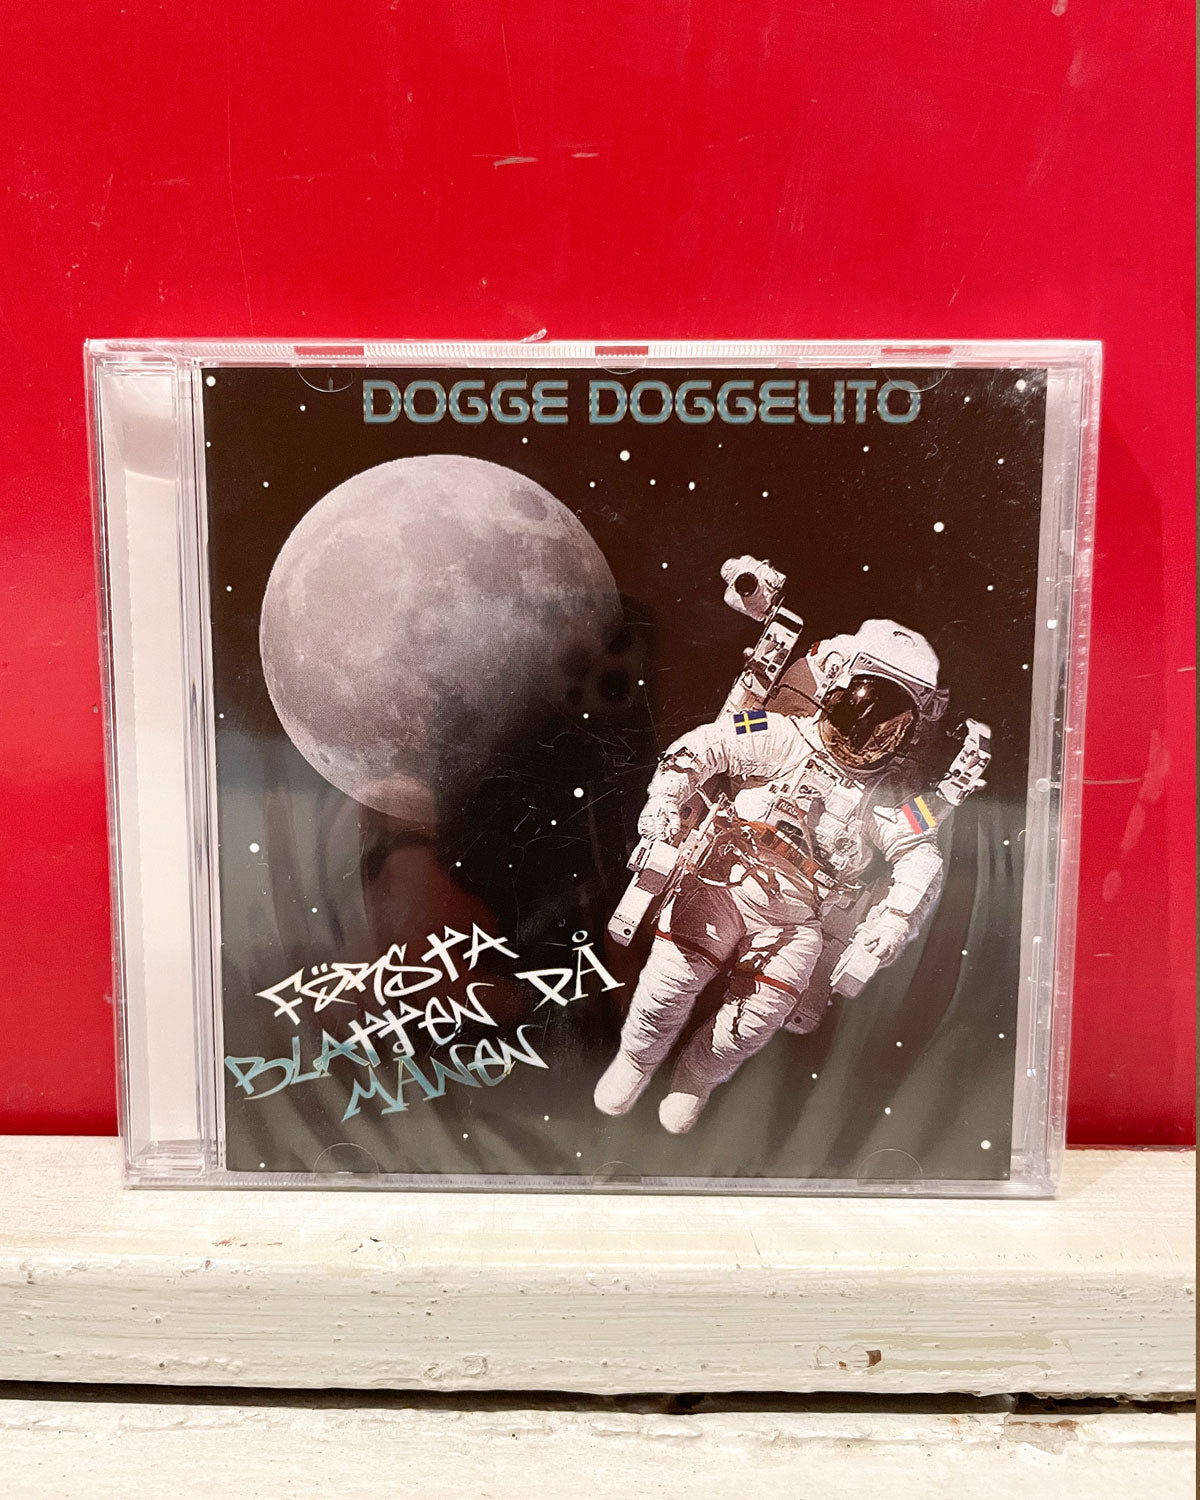 DOGGE DOGGELITO
FÖRSTA
BLATTEN PÅ
MÅNEN